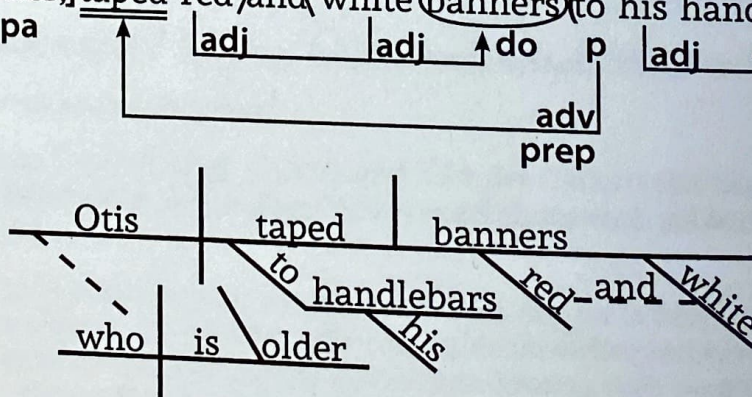 taped red and white banners to his hand
pa adj adj do p adj
adv
prep
Otis taped banners
to handlebars red and white
who is older his